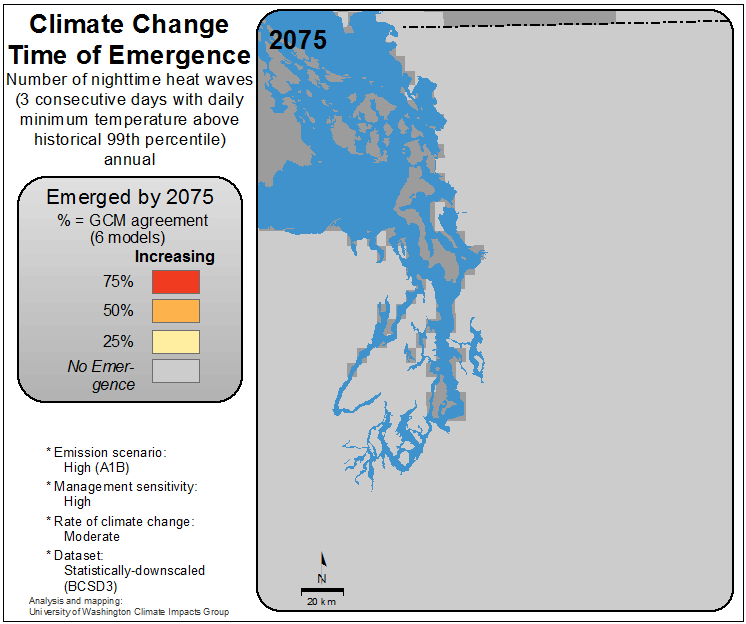 Climate Change
Time of Emergence
Number of nighttime heat waves
(3 consecutive days with daily
minimum temperature above
historical 99th percentile)
annual
Emerged by 2075
% = GCM agreement
(6 models)
Increasing
75%
50%
25%
No Emer-
gence
* Emission scenario:
High (A1B)
* Management sensitivity:
High
* Rate of climate change:
Moderate
* Dataset:
Statistically-downscaled
(BCSD3)
Analysis and mapping:
University of Washington Climate Impacts Group
2075
N
20 km